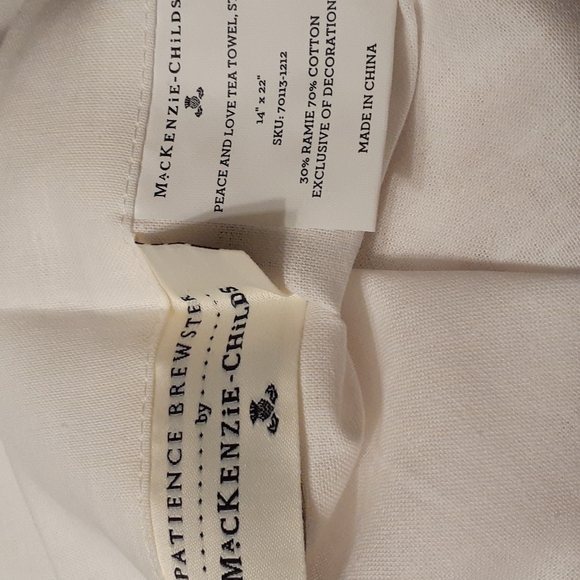 MACKENZiE-CHiLDS
PEACE AND LOVE TEA TOWEL, S
14" x 22"
SKU: 70113-1212
30% RAMIE 70% COTTON
EXCLUSIVE OF DECORATION
MADE IN CHINA
PATIENCE BREWSTER
by
MACKENZiE-CHiLDS